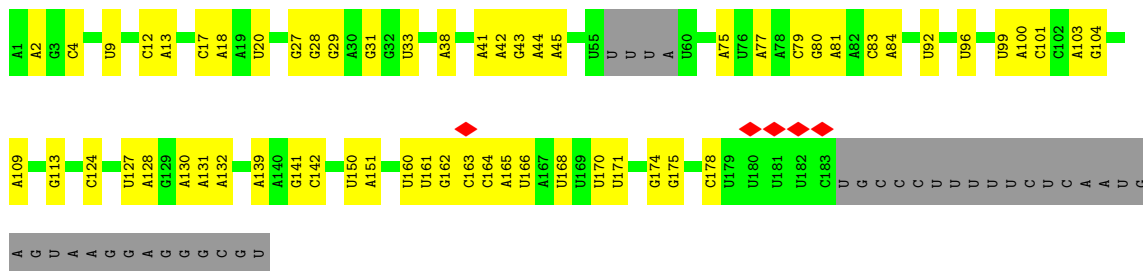 A1 A2 G3 C4 U9 C12 A13 C17 A18 A19 U20 G27 G28 G29 A30 G31 G32 U33 A38 A41 A42 G43 A44 A45 U55 U U U A U60 A75 U76 A77 A78 C79 G80 A81 A82 C83 A84 U92 U96 U99 A100 C101 C102 A103 G104
A109 G113 C124 U127 A128 G129 A130 A131 A132 A139 A140 G141 C142 U150 A151 U160 U161 G162 C163 C164 A165 U166 A167 U168 U169 U170 U171 G174 G175 C178 U179 U180 U181 U182 C183 U G C C C U U U U U C U C A A U G
A G U A A G G A G G G C G U